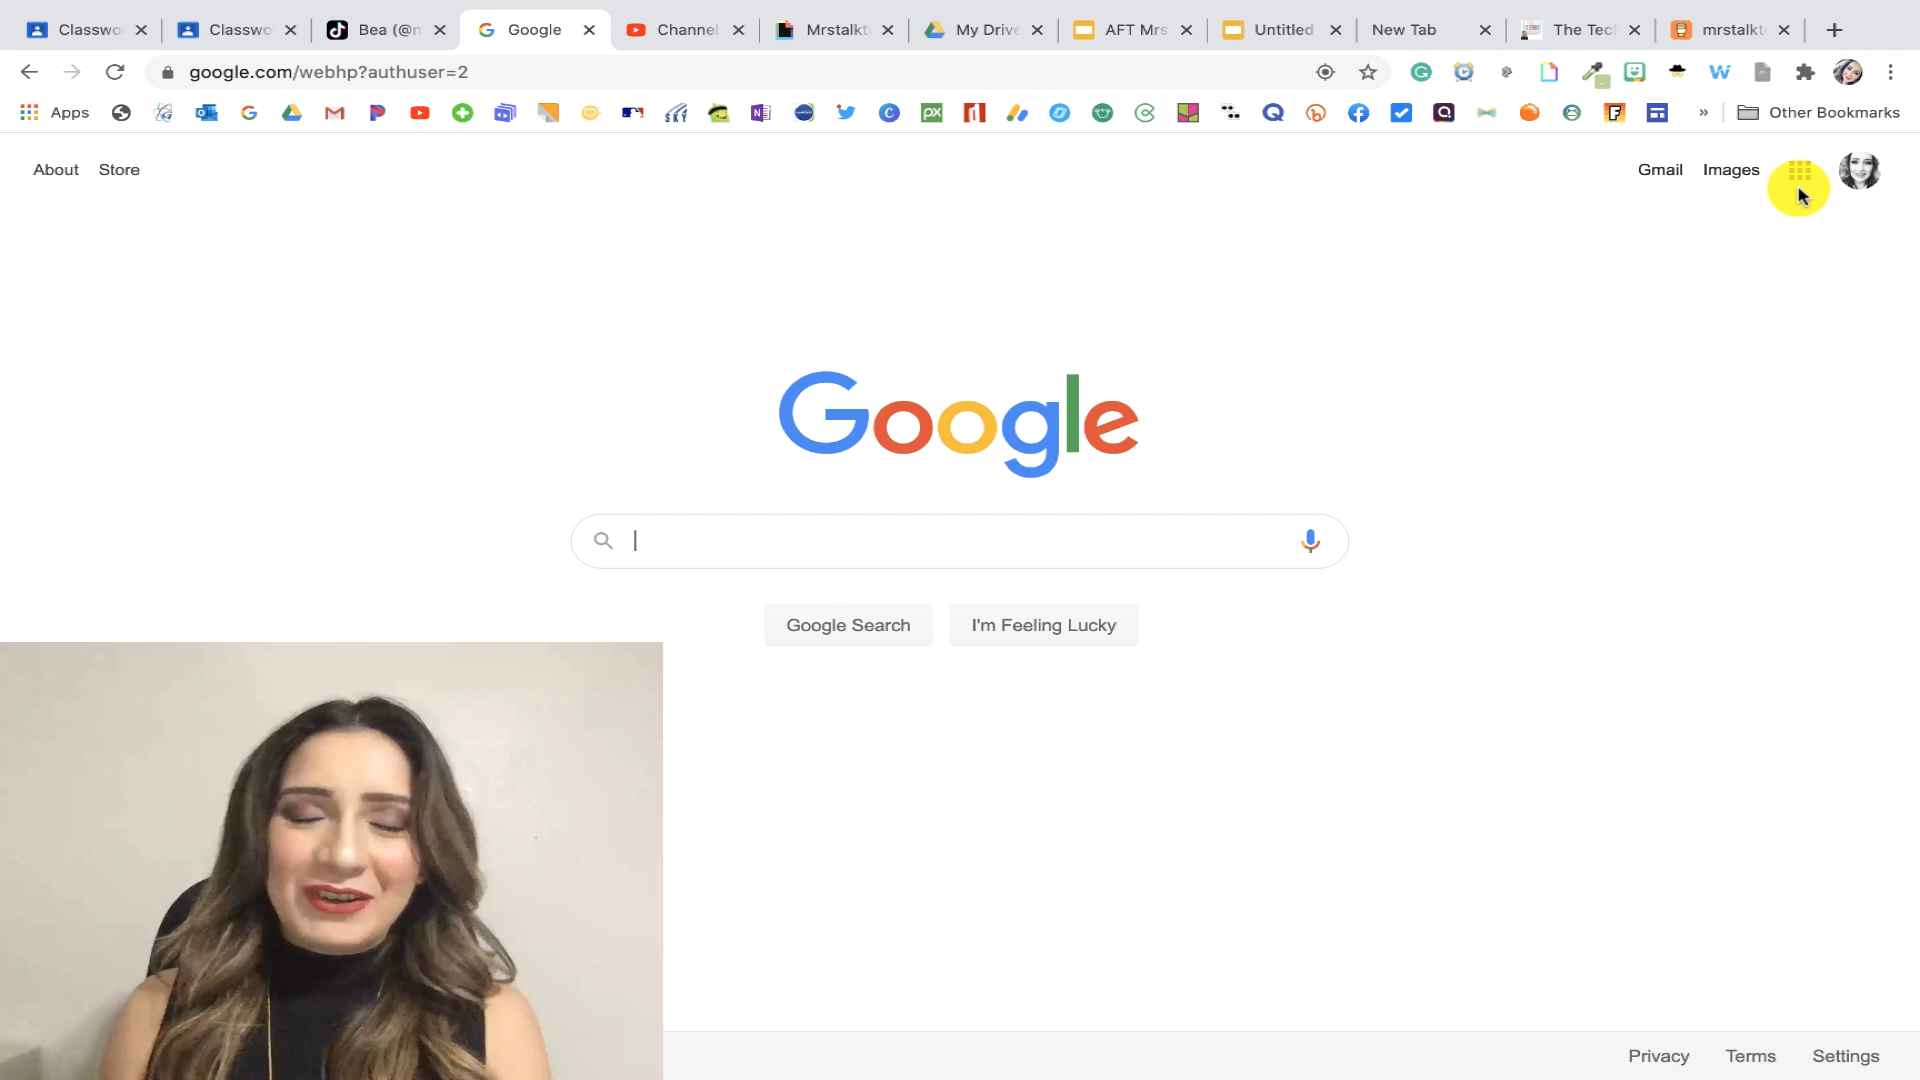 Classwo Classwo Bea (@m Google Channel Mrstalkt My Drive AFT Mrs Untitled New Tab The Tec mrstalkt
google.com/webhp?authuser=2
Apps Other Bookmarks
About Store Gmail Images
Google
Google Search I'm Feeling Lucky
Privacy Terms Settings